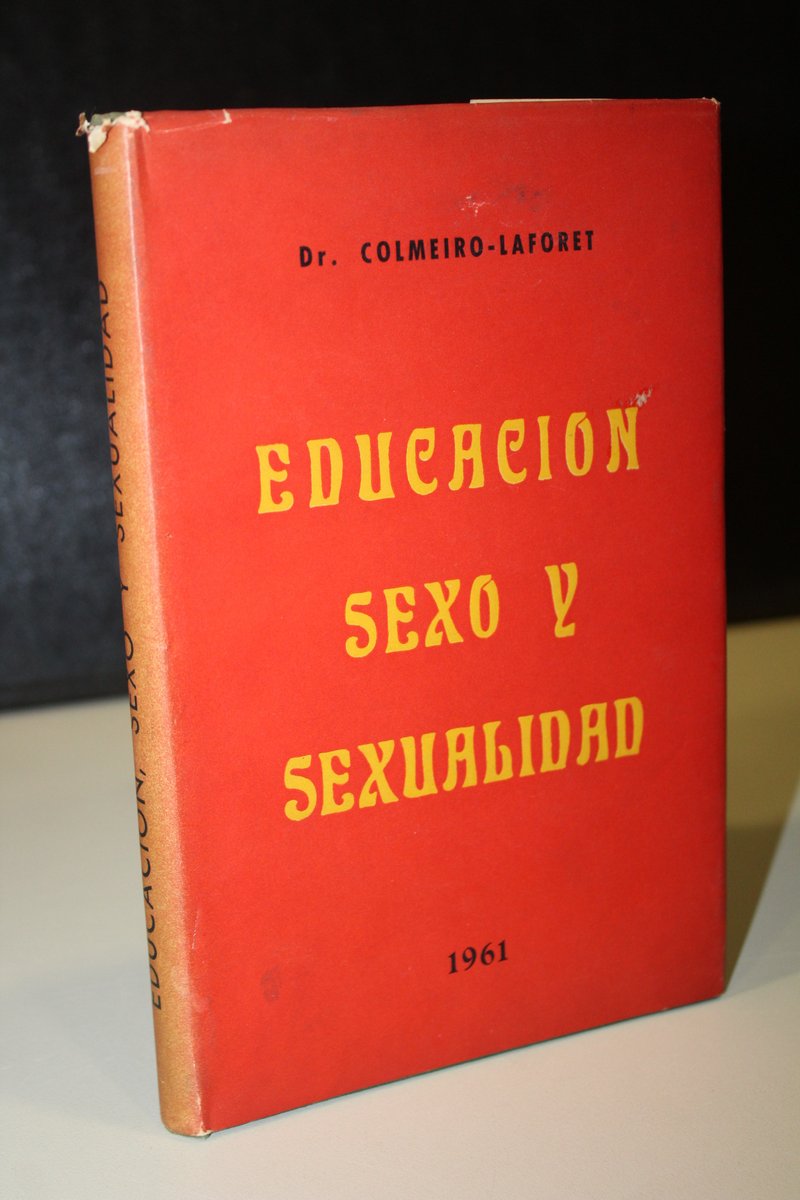 Dr. COLMEIRO-LAFORET
EDUCACION
SEXO Y
SEXUALIDAD
1961
EDUCACION, SEXO Y SEXUALIDAD